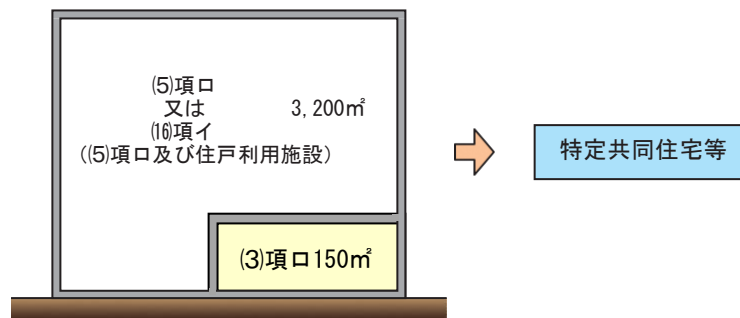 ⑸項ロ
又は 3,200㎡
⒃項イ
(⑸項ロ及び住戸利用施設)
特定共同住宅等
⑶項ロ150㎡